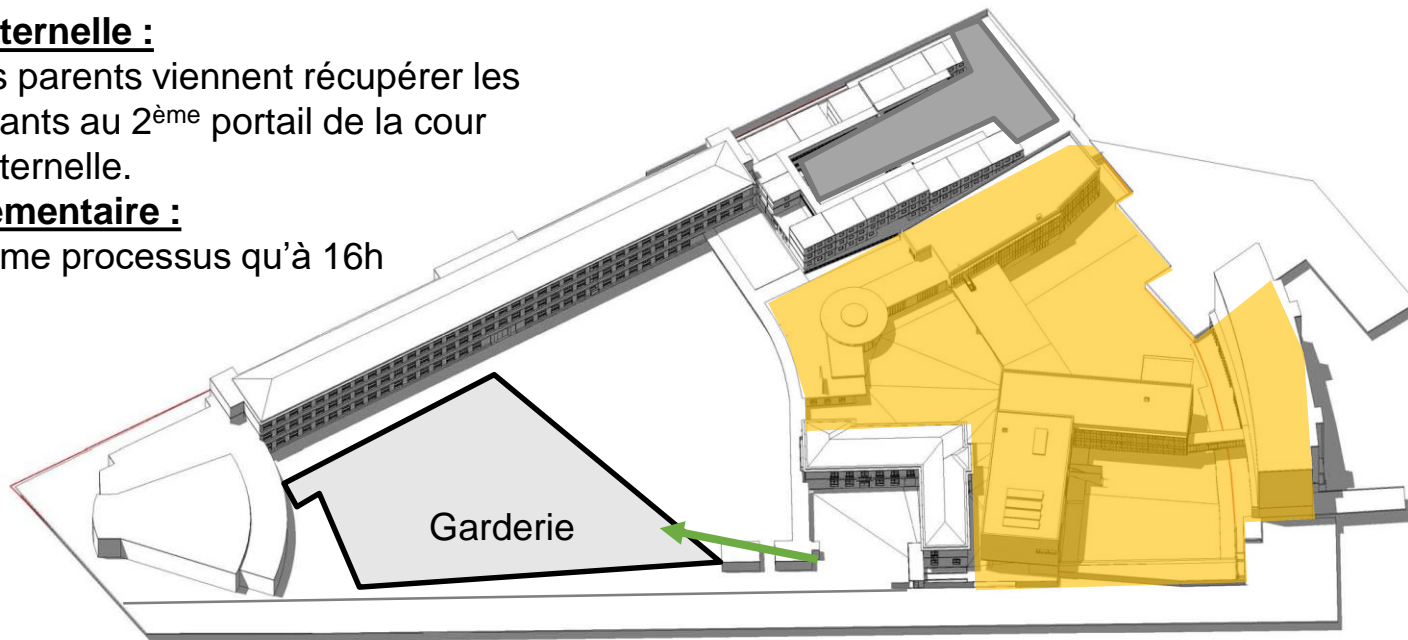 ternelle :
s parents viennent récupérer les
ants au 2ème portail de la cour
ternelle.
ementaire :
me processus qu’à 16h
Garderie